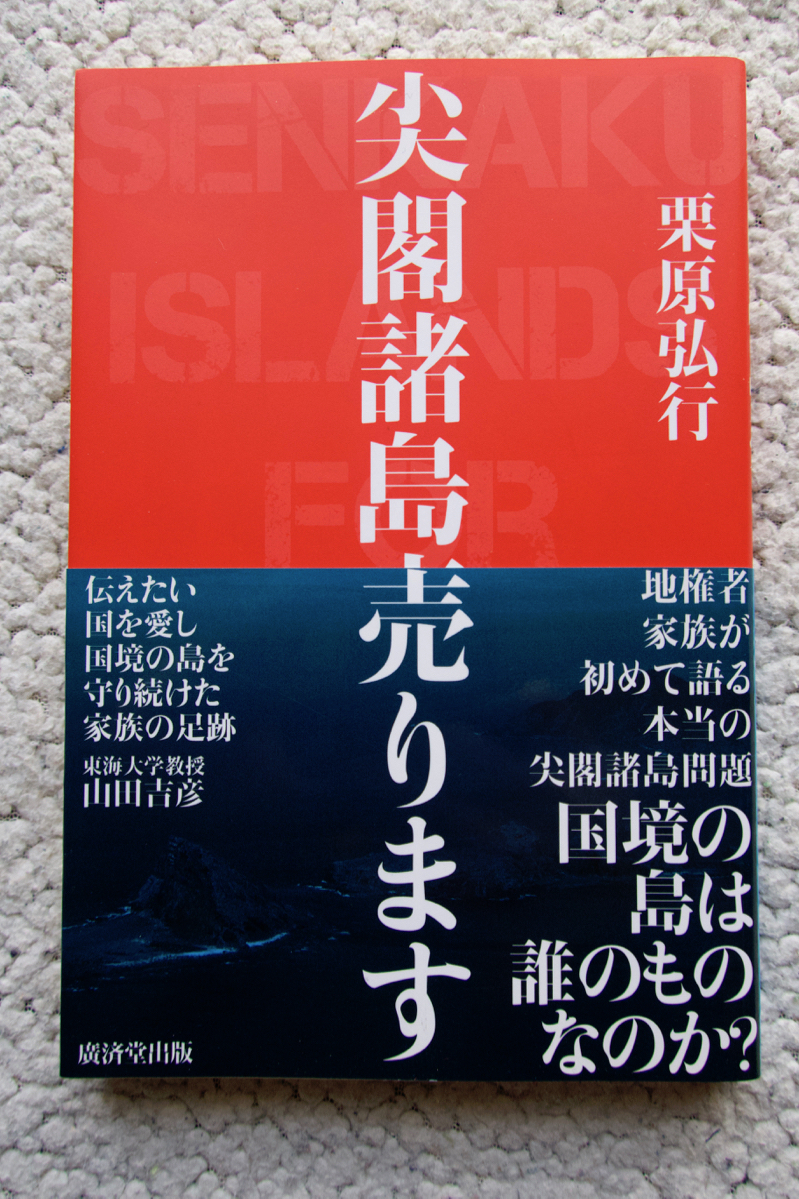 SENKAKU
ISLANDS
FOR
尖閣諸島売ります
栗原弘行
地権者
家族が
初めて語る
本当の
尖閣諸島問題
国境の
島は
誰のもの
なのか?
伝えたい
国を愛し
国境の島を
守り続けた
家族の足跡
東海大学教授
山田吉彦
廣済堂出版